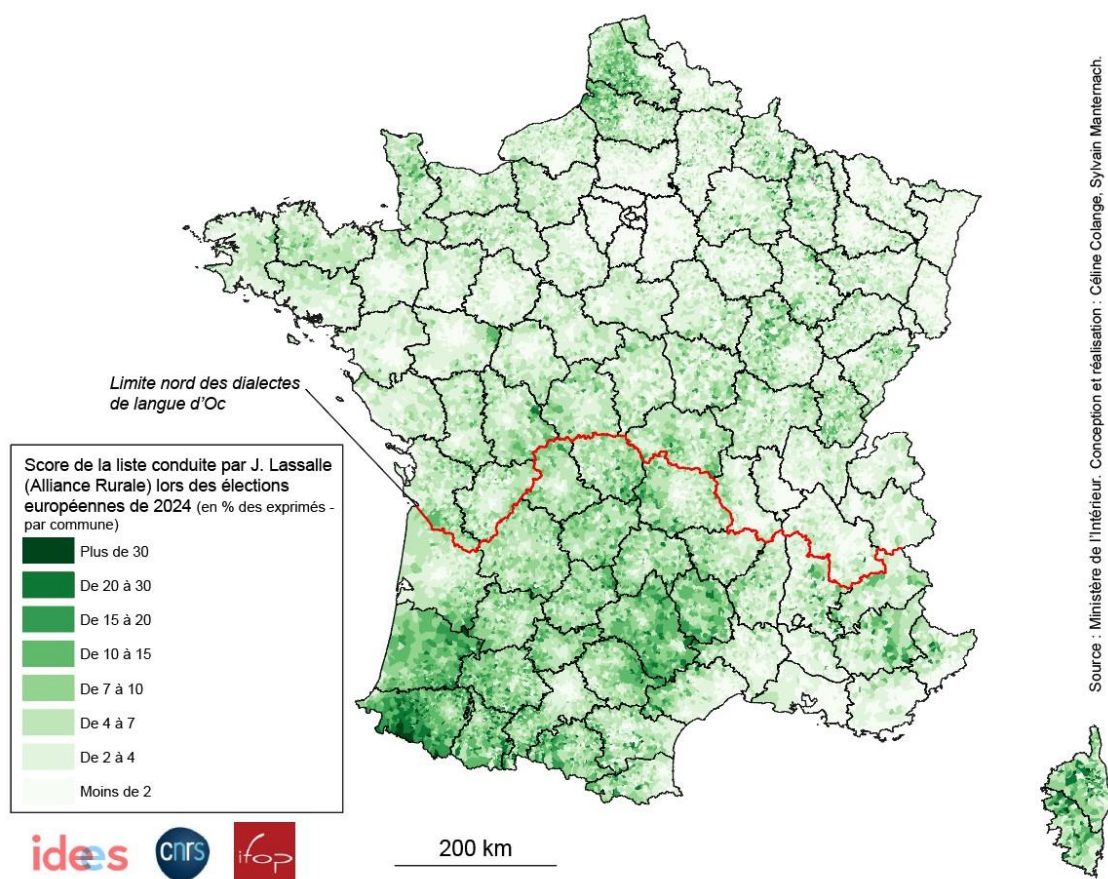 Source : Ministère de l'Intérieur. Conception et réalisation : Céline Colange, Sylvain Manternach.
Limite nord des dialectes
de langue d'Oc
Score de la liste conduite par J. Lassalle
(Alliance Rurale) lors des élections
européennes de 2024 (en % des exprimés -
par commune)
Plus de 30
De 20 à 30
De 15 à 20
De 10 à 15
De 7 à 10
De 4 à 7
De 2 à 4
Moins de 2
idees
cnrs
ifop
200 km